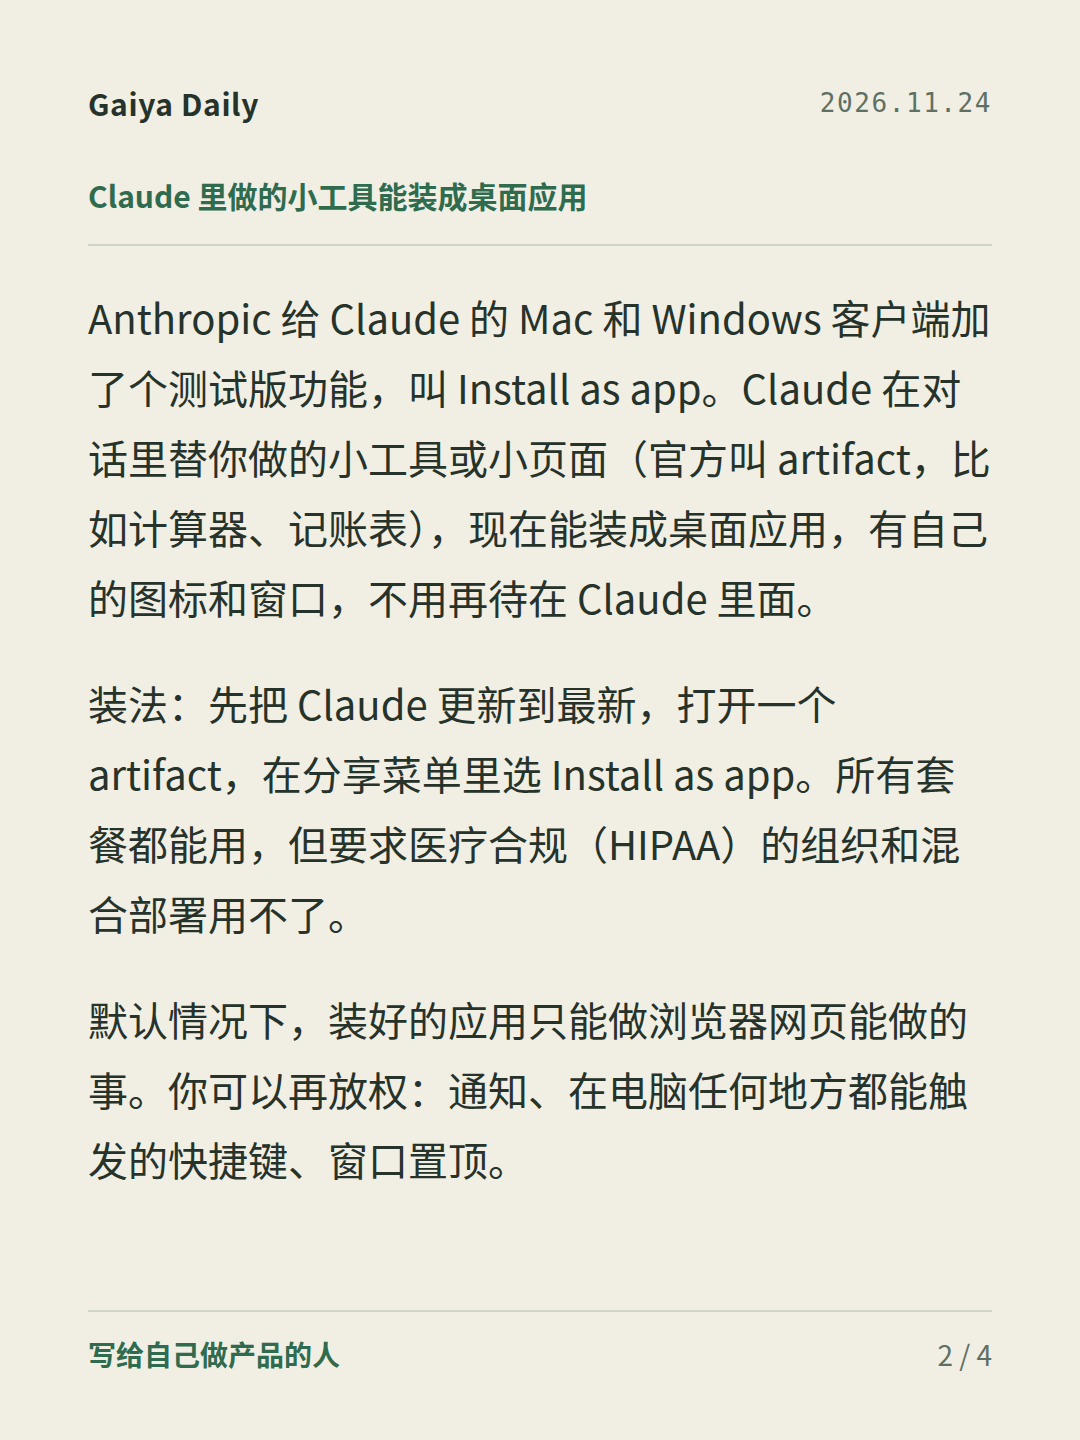 Gaiya Daily
2026.11.24
Claude 里做的小工具能装成桌面应用
Anthropic 给 Claude 的 Mac 和 Windows 客户端加
了个测试版功能，叫 Install as app。Claude 在对
话里替你做的小工具或小页面（官方叫 artifact，比
如计算器、记账表），现在能装成桌面应用，有自己
的图标和窗口，不用再待在 Claude 里面。
装法：先把 Claude 更新到最新，打开一个
artifact，在分享菜单里选 Install as app。所有套
餐都能用，但要求医疗合规（HIPAA）的组织和混
合部署用不了。
默认情况下，装好的应用只能做浏览器网页能做的
事。你可以再放权：通知、在电脑任何地方都能触
发的快捷键、窗口置顶。
写给自己做产品的人
2 / 4